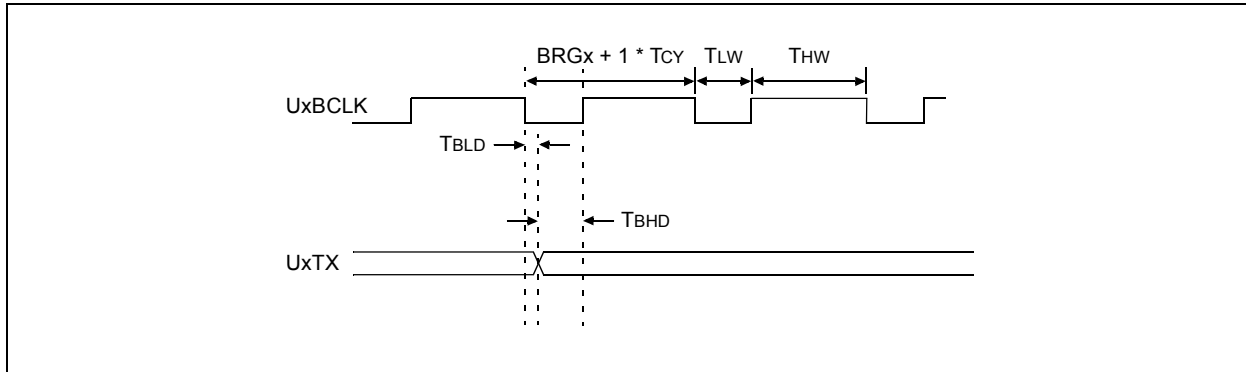 BRGx + 1 * TCY TLW THW
UxBCLK
TBLD
TBHD
UxTX